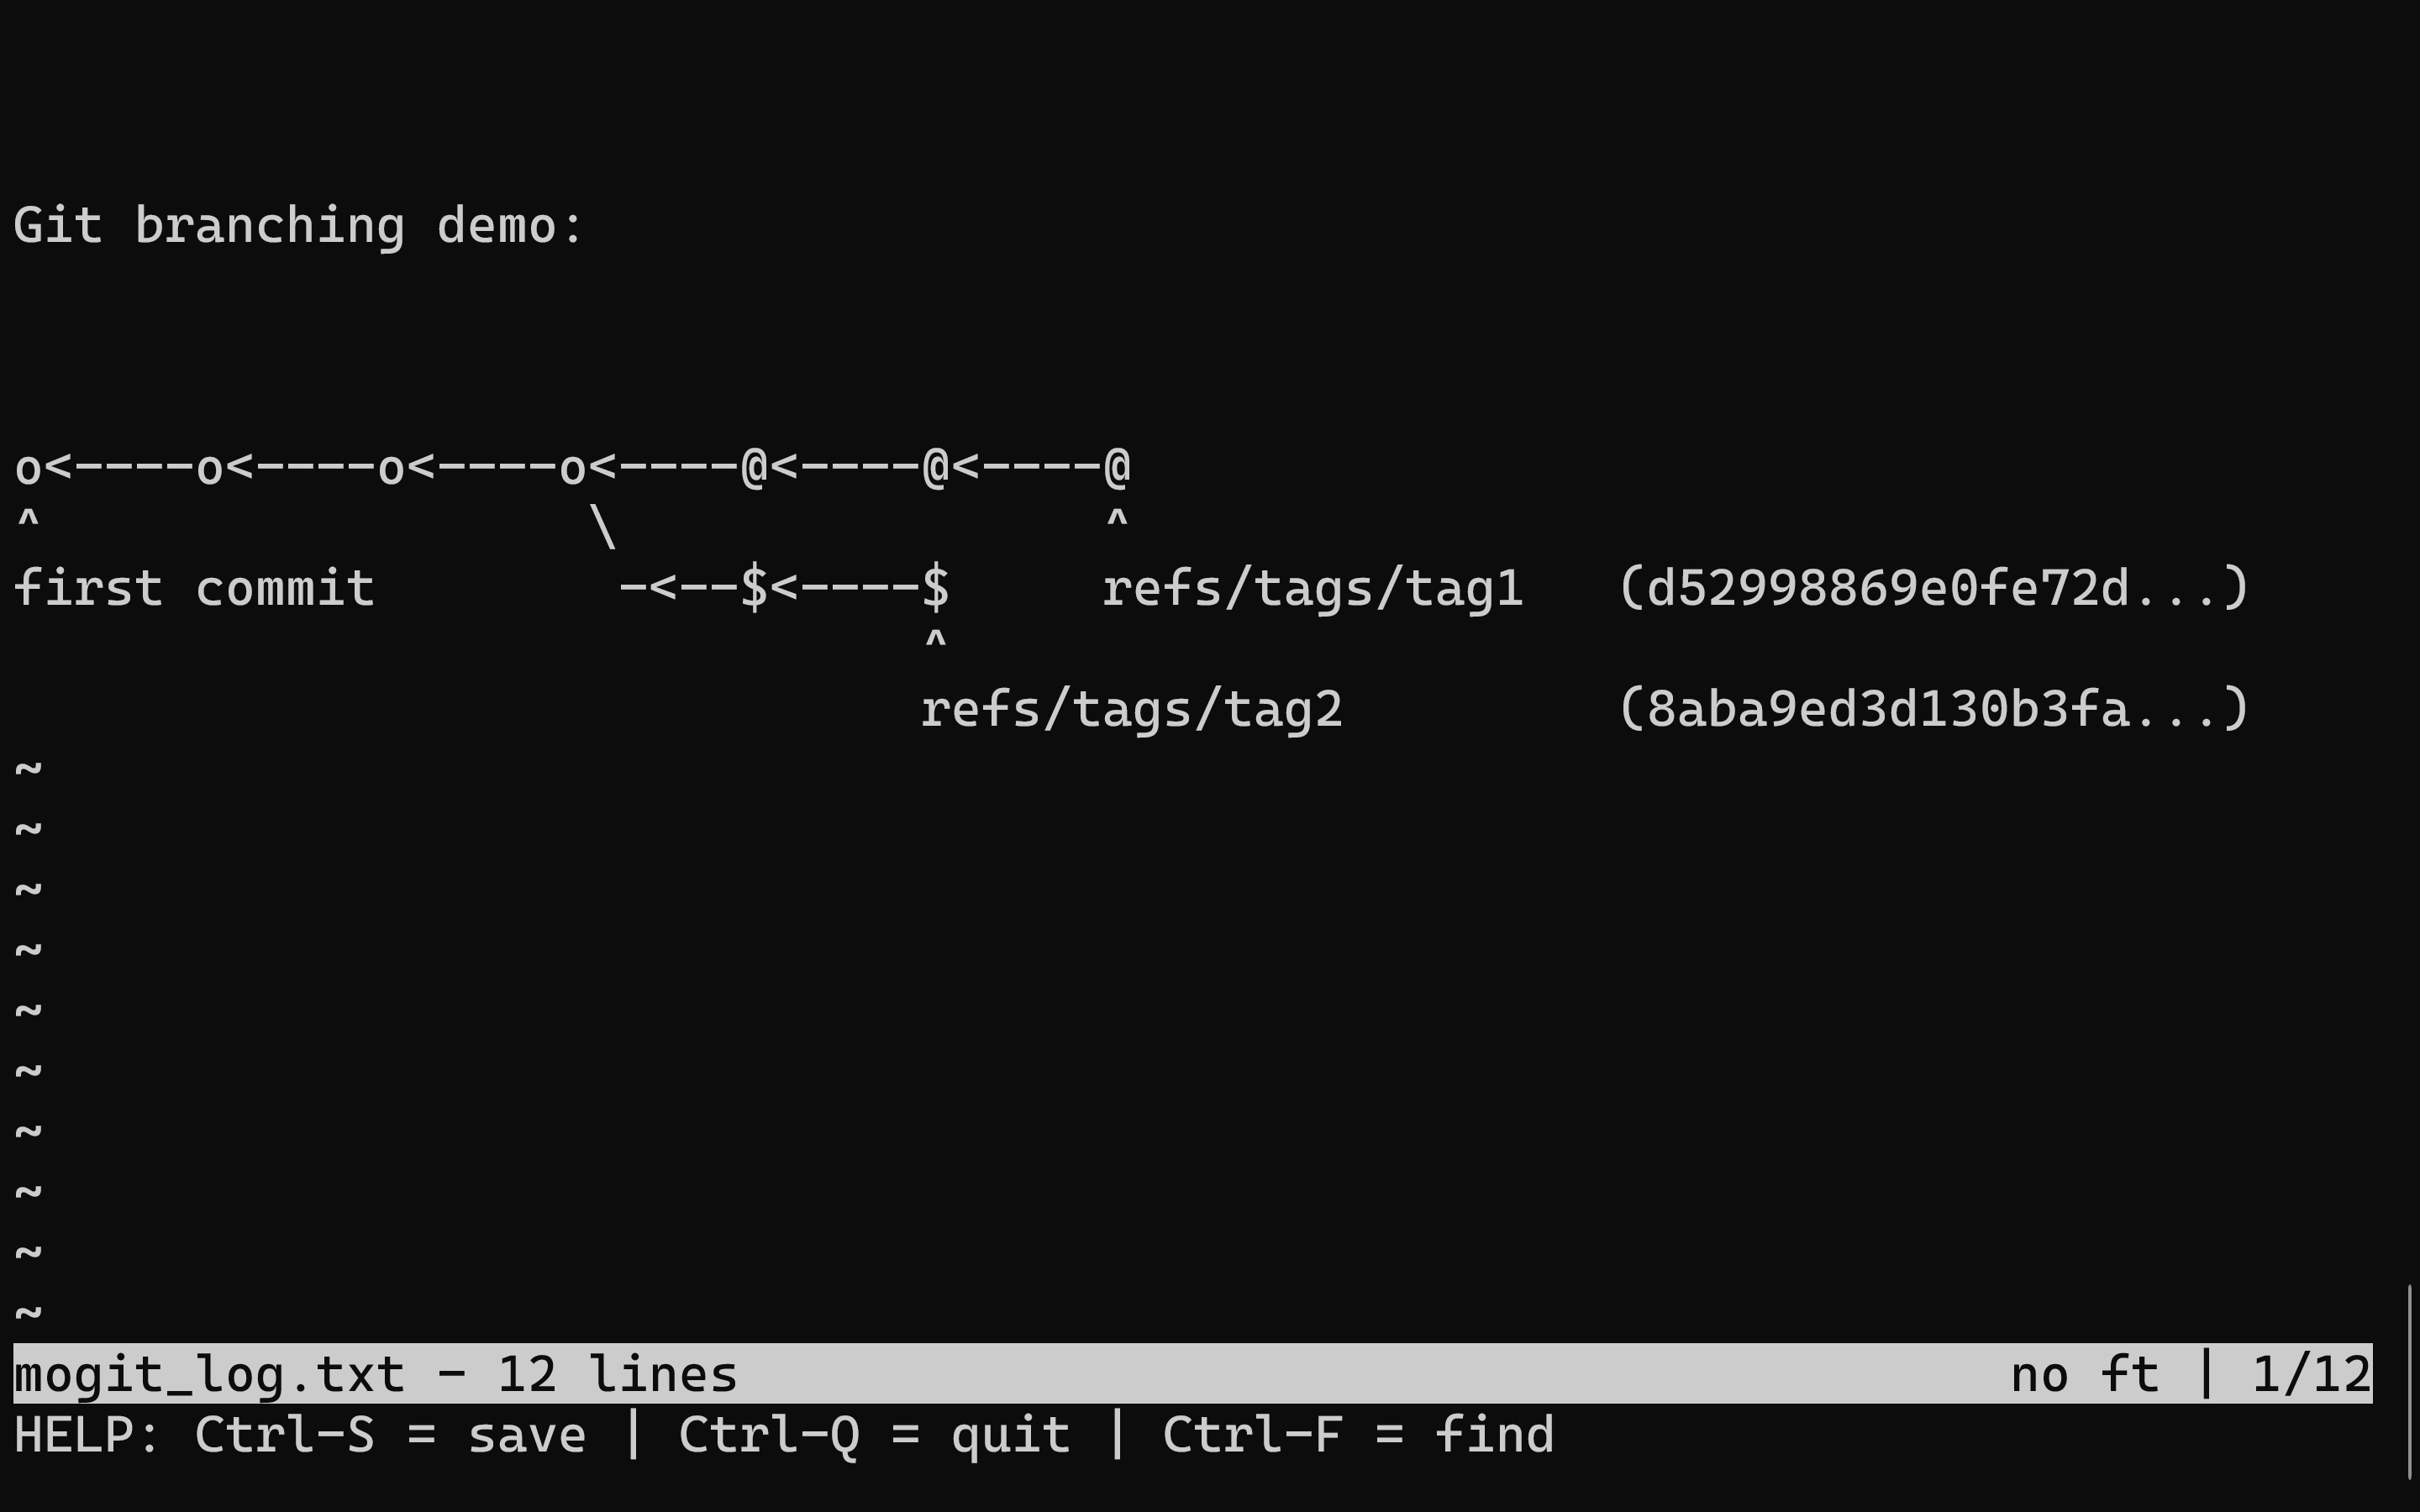 Git branching demo:
o<----o<----o<----o<----@<----@<----@
^                  \                ^
first commit        -<--$<----$     refs/tags/tag1   (d52998869e0fe72d...)
                              ^
                              refs/tags/tag2         (8aba9ed3d130b3fa...)
~
~
~
~
~
~
~
~
~
~
mogit_log.txt - 12 lines                                          no ft | 1/12
HELP: Ctrl-S = save | Ctrl-Q = quit | Ctrl-F = find